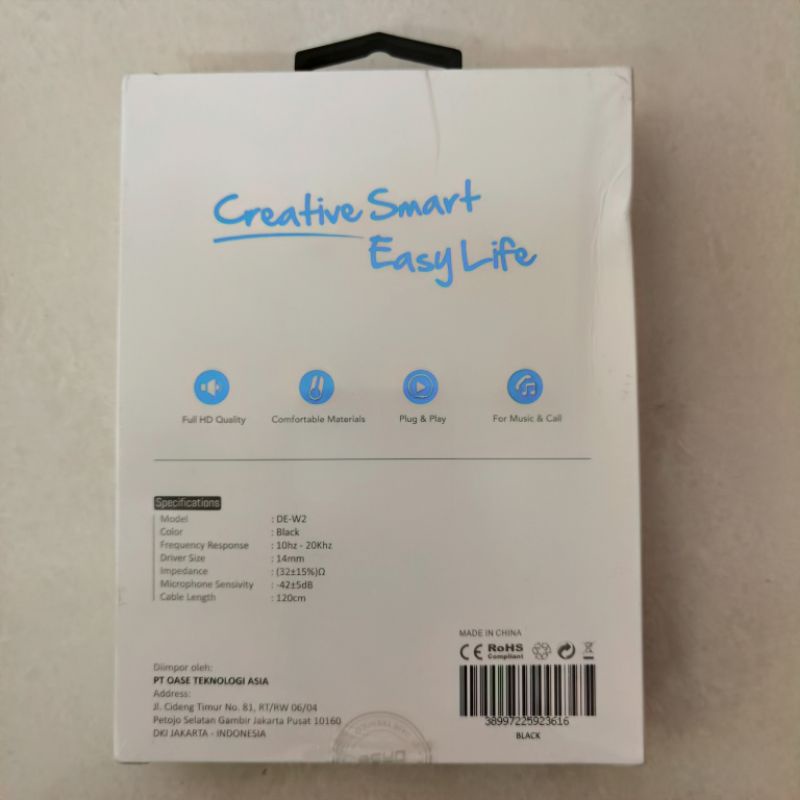 Creative Smart
Easy Life
Full HD Quality
Comfortable Materials
Plug & Play
For Music & Call
Specifications
Model : DE-W2
Color : Black
Frequency Response : 10hz - 20Khz
Driver Size : 14mm
Impedance : (32±15%)Ω
Microphone Sensivity : -42±5dB
Cable Length : 120cm
MADE IN CHINA
CE RoHS
Compliant
Diimpor oleh:
PT OASE TEKNOLOGI ASIA
Address:
Jl. Cideng Timur No. 81, RT/RW 06/04
Petojo Selatan Gambir Jakarta Pusat 10160
DKI JAKARTA - INDONESIA
38997225923616
BLACK